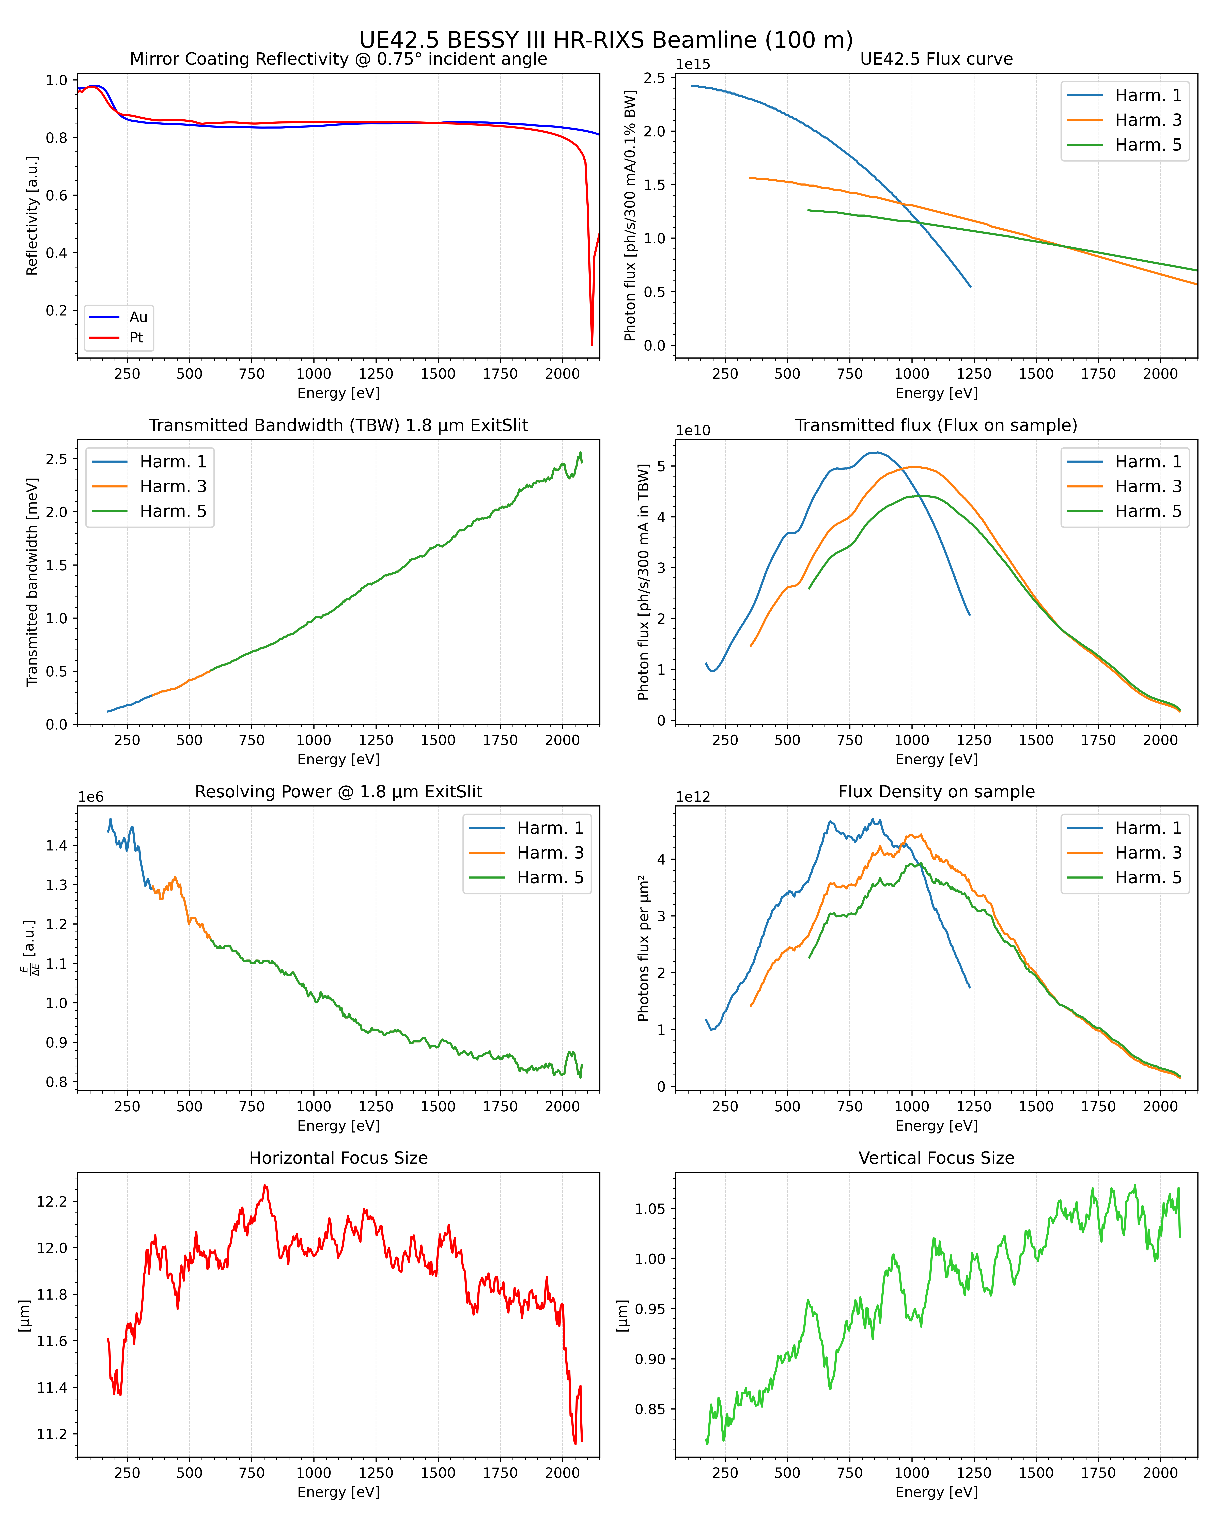 UE42.5 BESSY III HR-RIXS Beamline (100 m)
Mirror Coating Reflectivity @ 0.75° incident angle
Reflectivity [a.u.]
1.0
0.8
0.6
0.4
0.2
Au
Pt
250 500 750 1000 1250 1500 1750 2000
Energy [eV]
UE42.5 Flux curve
1e15
Photon flux [ph/s/300 mA/0.1% BW]
2.5
2.0
1.5
1.0
0.5
0.0
Harm. 1
Harm. 3
Harm. 5
250 500 750 1000 1250 1500 1750 2000
Energy [eV]
Transmitted Bandwidth (TBW) 1.8 µm ExitSlit
Transmitted bandwidth [meV]
2.5
2.0
1.5
1.0
0.5
0.0
Harm. 1
Harm. 3
Harm. 5
250 500 750 1000 1250 1500 1750 2000
Energy [eV]
Transmitted flux (Flux on sample)
1e10
Photon flux [ph/s/300 mA in TBW]
5
4
3
2
1
0
Harm. 1
Harm. 3
Harm. 5
250 500 750 1000 1250 1500 1750 2000
Energy [eV]
Resolving Power @ 1.8 µm ExitSlit
1e6
E/ΔE [a.u.]
1.4
1.3
1.2
1.1
1.0
0.9
0.8
Harm. 1
Harm. 3
Harm. 5
250 500 750 1000 1250 1500 1750 2000
Energy [eV]
Flux Density on sample
1e12
Photons flux per µm²
4
3
2
1
0
Harm. 1
Harm. 3
Harm. 5
250 500 750 1000 1250 1500 1750 2000
Energy [eV]
Horizontal Focus Size
[µm]
12.2
12.0
11.8
11.6
11.4
11.2
250 500 750 1000 1250 1500 1750 2000
Energy [eV]
Vertical Focus Size
[µm]
1.05
1.00
0.95
0.90
0.85
250 500 750 1000 1250 1500 1750 2000
Energy [eV]